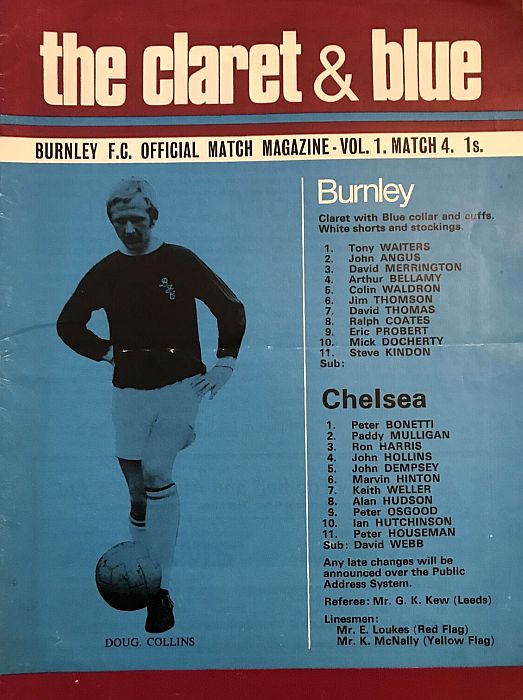 the claret & blue
BURNLEY F.C. OFFICIAL MATCH MAGAZINE - VOL. 1. MATCH 4. 1s.
Burnley
Claret with Blue collar and cuffs.
White shorts and stockings.
1. Tony WAITERS
2. John ANGUS
3. David MERRINGTON
4. Arthur BELLAMY
5. Colin WALDRON
6. Jim THOMSON
7. David THOMAS
8. Ralph COATES
9. Eric PROBERT
10. Mick DOCHERTY
11. Steve KINDON
Sub:
Chelsea
1. Peter BONETTI
2. Paddy MULLIGAN
3. Ron HARRIS
4. John HOLLINS
5. John DEMPSEY
6. Marvin HINTON
7. Keith WELLER
8. Alan HUDSON
9. Peter OSGOOD
10. Ian HUTCHINSON
11. Peter HOUSEMAN
Sub: David WEBB
Any late changes will be
announced over the Public
Address System.
Referee: Mr. G. K. Kew (Leeds)
Linesmen:
Mr. E. Loukes (Red Flag)
Mr. K. McNally (Yellow Flag)
DOUG. COLLINS